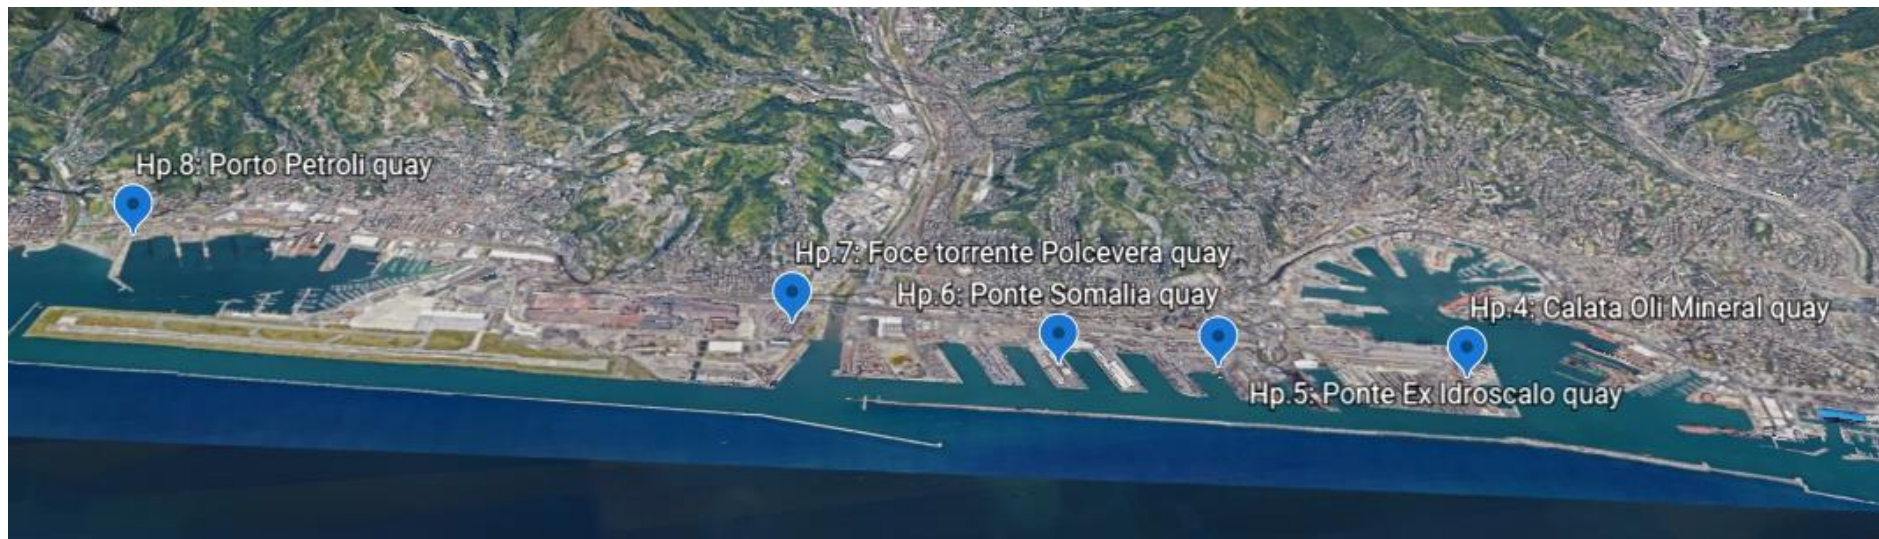 Hp.8: Porto Petroli quay
Hp.7: Foce torrente Polcevera quay
Hp.6: Ponte Somalia quay
Hp.4: Calata Oli Mineral quay
Hp.5: Ponte Ex Idroscalo quay